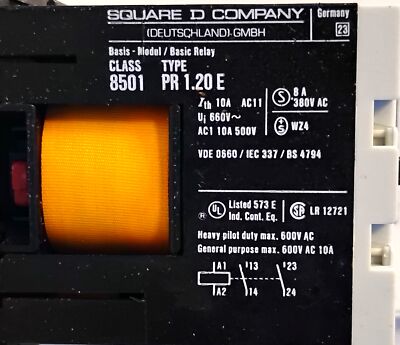 SQUARE D COMPANY
(DEUTSCHLAND) GMBH
Germany
23
Basis - Modul / Basic Relay
CLASS TYPE
8501 PR 1.20 E
Ith 10A AC11
Ui 660V~
AC1 10A 500V
S 8 A
380V AC
S WZ4
VDE 0660 / IEC 337 / BS 4794
UL ® Listed 573 E
Ind. Cont. Eq.
SA LR 12721
Heavy pilot duty max. 600V AC
General purpose max. 600V AC 10A
A1 13 23
A2 14 24